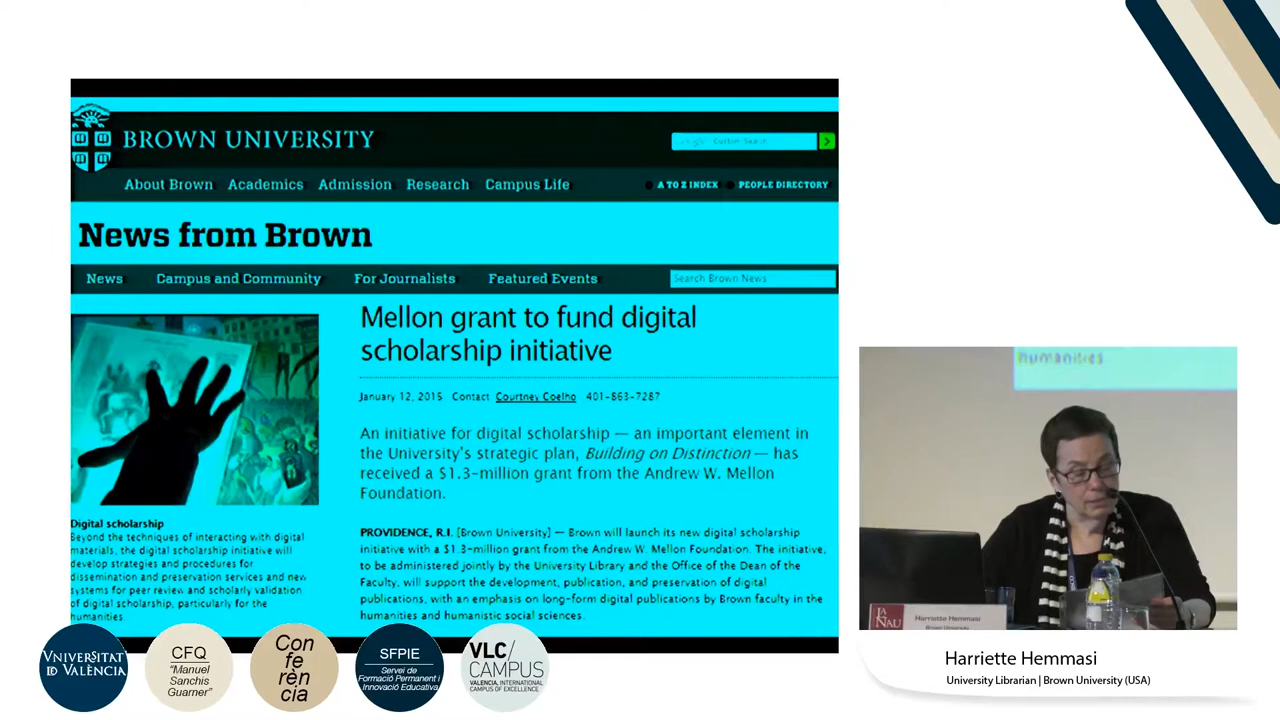 BROWN UNIVERSITY
Custom Search
About Brown Academics Admission Research Campus Life
A TO Z INDEX PEOPLE DIRECTORY
News from Brown
News Campus and Community For Journalists Featured Events
Search Brown News
Mellon grant to fund digital
scholarship initiative
January 12, 2015 Contact Courtney Coelho 401-863-7287
An initiative for digital scholarship — an important element in
the University's strategic plan, Building on Distinction — has
received a $1.3-million grant from the Andrew W. Mellon
Foundation.
Digital scholarship
Beyond the techniques of interacting with digital
materials, the digital scholarship initiative will
develop strategies and procedures for
dissemination and preservation services and new
systems for peer review and scholarly validation
of digital scholarship, particularly for the
humanities.
PROVIDENCE, R.I. [Brown University] — Brown will launch its new digital scholarship
initiative with a $1.3-million grant from the Andrew W. Mellon Foundation. The initiative,
to be administered jointly by the University Library and the Office of the Dean of the
Faculty, will support the development, publication, and preservation of digital
publications, with an emphasis on long-form digital publications by Brown faculty in the
humanities and humanistic social sciences.
humanities
LA
NAU
Harriette Hemmasi
Brown University
VNIVERSITAT
DE VALÈNCIA
CFQ
"Manuel
Sanchis
Guarner"
Con
fe
rèn
cia
SFPIE
Servei de
Formació Permanent i
Innovació Educativa
VLC/
CAMPUS
VALENCIA, INTERNATIONAL
CAMPUS OF EXCELLENCE
Harriette Hemmasi
University Librarian | Brown University (USA)